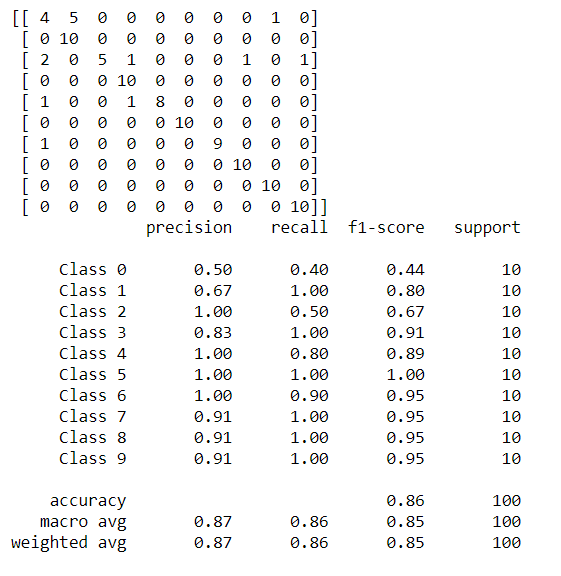 [[ 4  5  0  0  0  0  0  0  1  0]
 [ 0 10  0  0  0  0  0  0  0  0]
 [ 2  0  5  1  0  0  0  1  0  1]
 [ 0  0  0 10  0  0  0  0  0  0]
 [ 1  0  0  1  8  0  0  0  0  0]
 [ 0  0  0  0  0 10  0  0  0  0]
 [ 1  0  0  0  0  0  9  0  0  0]
 [ 0  0  0  0  0  0  0 10  0  0]
 [ 0  0  0  0  0  0  0  0 10  0]
 [ 0  0  0  0  0  0  0  0  0 10]]
              precision    recall  f1-score   support
     Class 0       0.50      0.40      0.44        10
     Class 1       0.67      1.00      0.80        10
     Class 2       1.00      0.50      0.67        10
     Class 3       0.83      1.00      0.91        10
     Class 4       1.00      0.80      0.89        10
     Class 5       1.00      1.00      1.00        10
     Class 6       1.00      0.90      0.95        10
     Class 7       0.91      1.00      0.95        10
     Class 8       0.91      1.00      0.95        10
     Class 9       0.91      1.00      0.95        10
    accuracy                           0.86       100
   macro avg       0.87      0.86      0.85       100
weighted avg       0.87      0.86      0.85       100